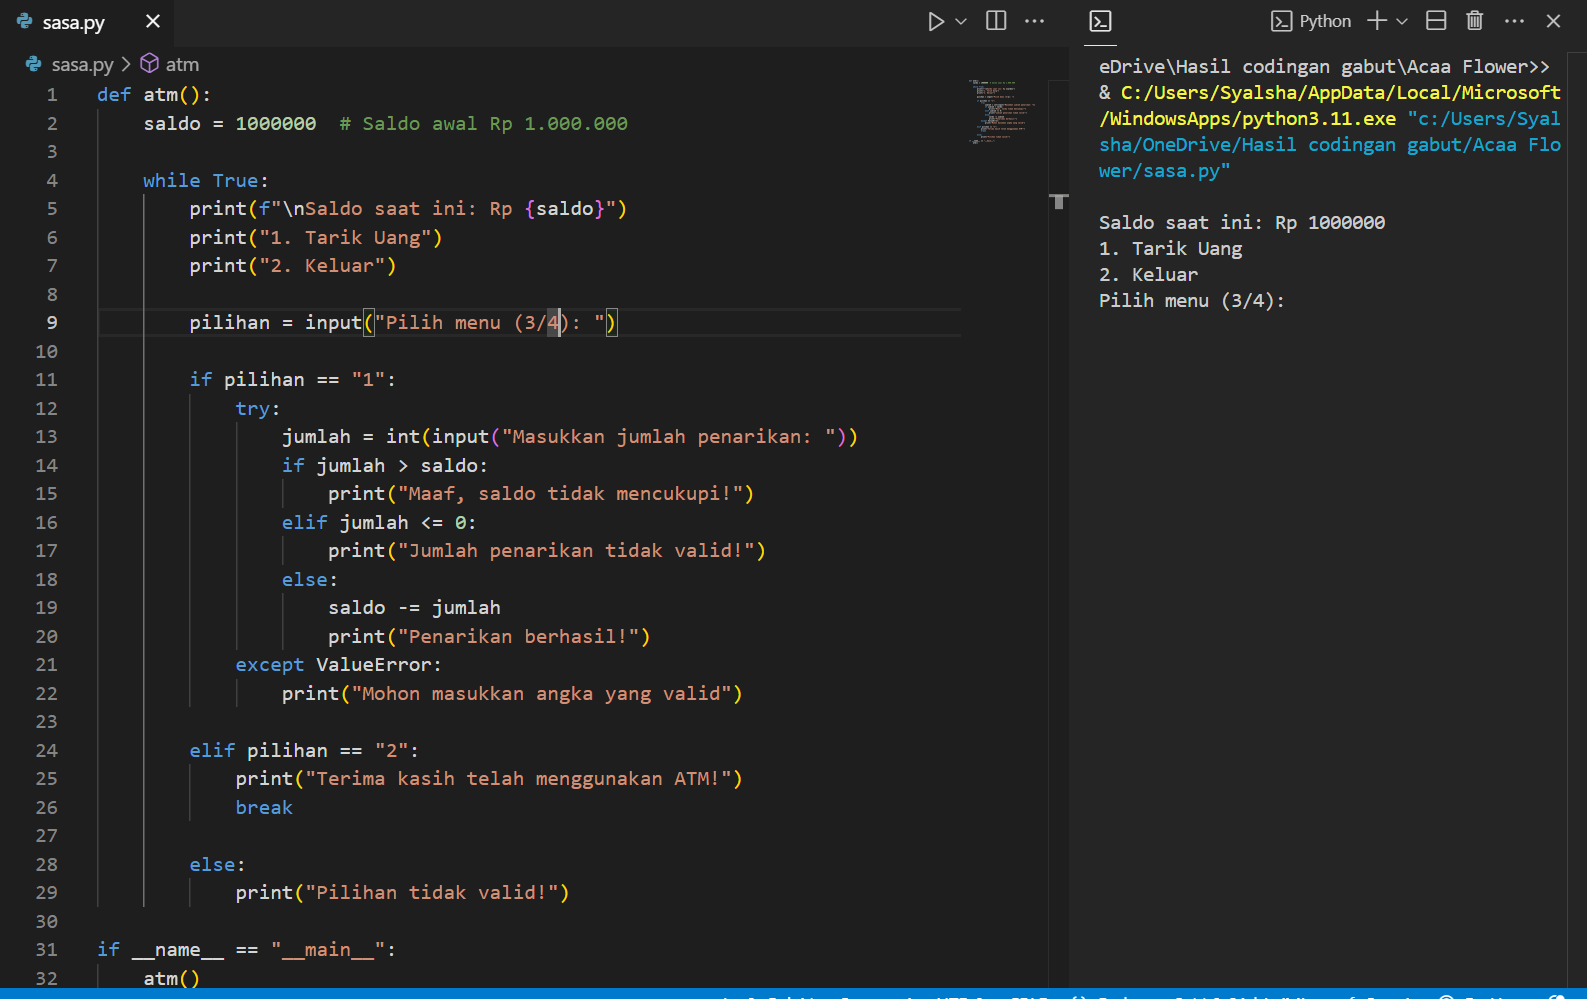 sasa.py
Python
sasa.py > atm
1 def atm():
2     saldo = 1000000  # Saldo awal Rp 1.000.000
3
4     while True:
5         print(f"\nSaldo saat ini: Rp {saldo}")
6         print("1. Tarik Uang")
7         print("2. Keluar")
8
9         pilihan = input("Pilih menu (3/4): ")
10
11         if pilihan == "1":
12             try:
13                 jumlah = int(input("Masukkan jumlah penarikan: "))
14                 if jumlah > saldo:
15                     print("Maaf, saldo tidak mencukupi!")
16                 elif jumlah <= 0:
17                     print("Jumlah penarikan tidak valid!")
18                 else:
19                     saldo -= jumlah
20                     print("Penarikan berhasil!")
21             except ValueError:
22                 print("Mohon masukkan angka yang valid")
23
24         elif pilihan == "2":
25             print("Terima kasih telah menggunakan ATM!")
26             break
27
28         else:
29             print("Pilihan tidak valid!")
30
31 if __name__ == "__main__":
32     atm()
eDrive\Hasil codingan gabut\Acaa Flower>>
& C:/Users/Syalsha/AppData/Local/Microsoft
/WindowsApps/python3.11.exe "c:/Users/Syal
sha/OneDrive/Hasil codingan gabut/Acaa Flo
wer/sasa.py"
Saldo saat ini: Rp 1000000
1. Tarik Uang
2. Keluar
Pilih menu (3/4):